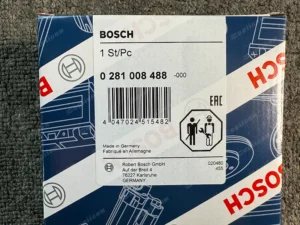 BOSCH
1 St/Pc
0 281 008 488 -000
4 047024 515482
EAC
Made in Germany
Fabriqué en Allemagne
Robert Bosch GmbH
Auf der Breit 4
76227 Karlsruhe
GERMANY
BOSCH